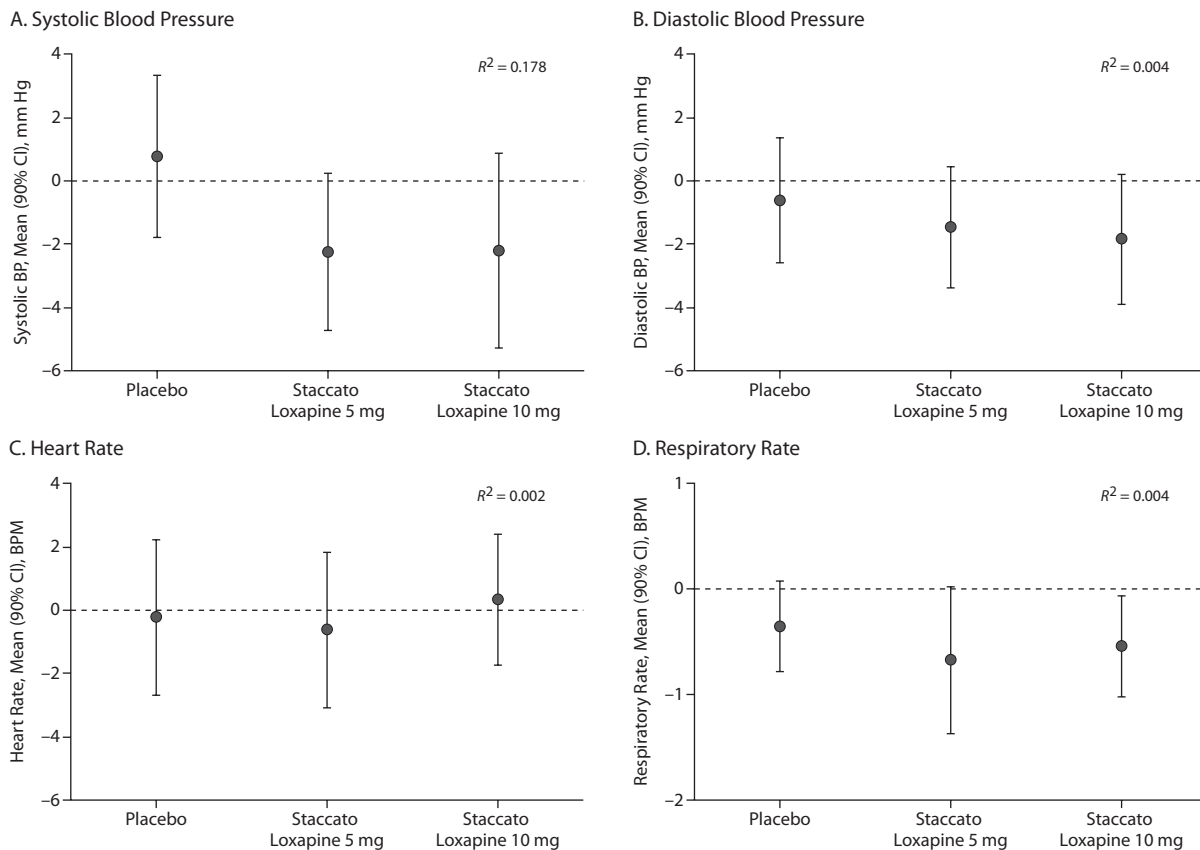 A. Systolic Blood Pressure
Systolic BP, Mean (90% CI), mm Hg
4
2
0
−2
−4
−6
R² = 0.178
Placebo
Staccato
Loxapine 5 mg
Staccato
Loxapine 10 mg
B. Diastolic Blood Pressure
Diastolic BP, Mean (90% CI), mm Hg
4
2
0
−2
−4
−6
R² = 0.004
Placebo
Staccato
Loxapine 5 mg
Staccato
Loxapine 10 mg
C. Heart Rate
Heart Rate, Mean (90% CI), BPM
4
2
0
−2
−4
−6
R² = 0.002
Placebo
Staccato
Loxapine 5 mg
Staccato
Loxapine 10 mg
D. Respiratory Rate
Respiratory Rate, Mean (90% CI), BPM
1
0
−1
−2
R² = 0.004
Placebo
Staccato
Loxapine 5 mg
Staccato
Loxapine 10 mg